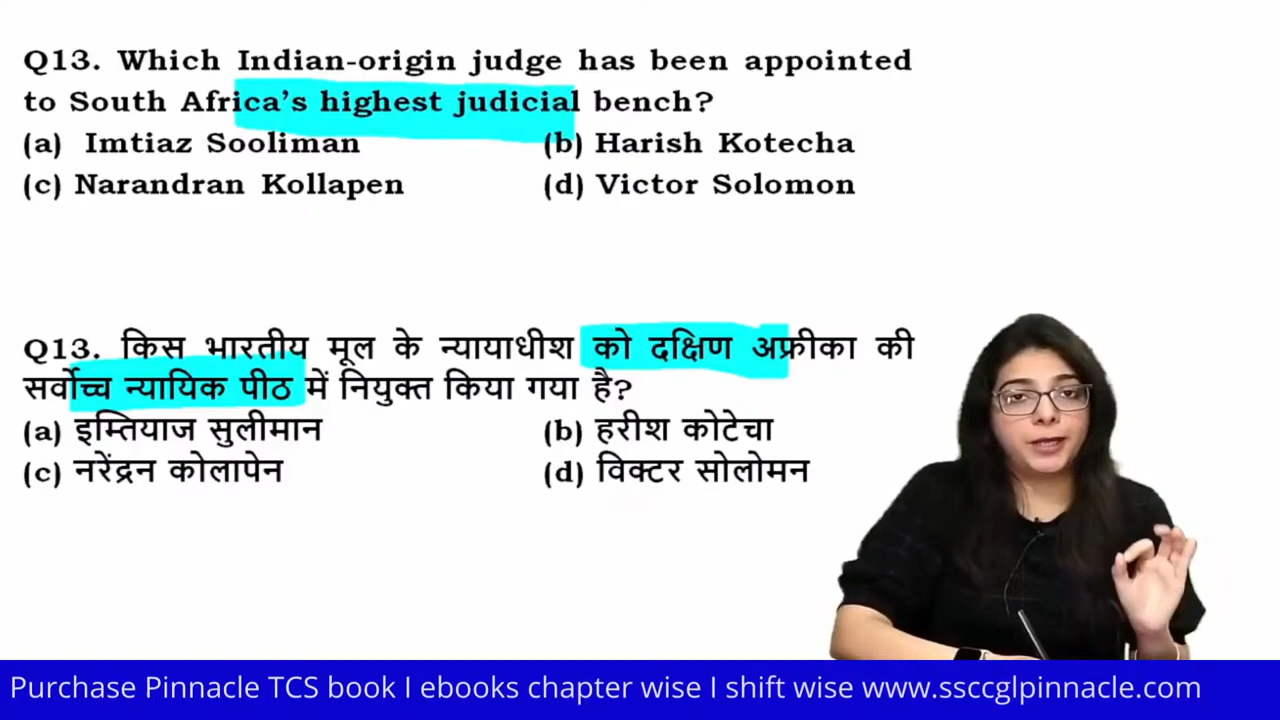 Q13. Which Indian-origin judge has been appointed
to South Africa's highest judicial bench?
(a) Imtiaz Sooliman (b) Harish Kotecha
(c) Narandran Kollapen (d) Victor Solomon
Q13. किस भारतीय मूल के न्यायाधीश को दक्षिण अफ्रीका की
सर्वोच्च न्यायिक पीठ में नियुक्त किया गया है?
(a) इम्तियाज सुलीमान (b) हरीश कोटेचा
(c) नरेंद्रन कोलापेन (d) विक्टर सोलोमन
Purchase Pinnacle TCS book I ebooks chapter wise I shift wise www.ssccglpinnacle.com